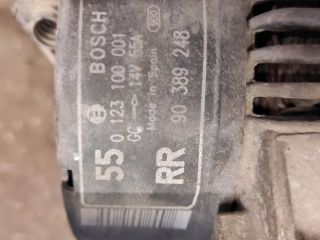 BOSCH
0 123 100 001
GC 14V 55A
Made in Spain
90 389 248
55
RR